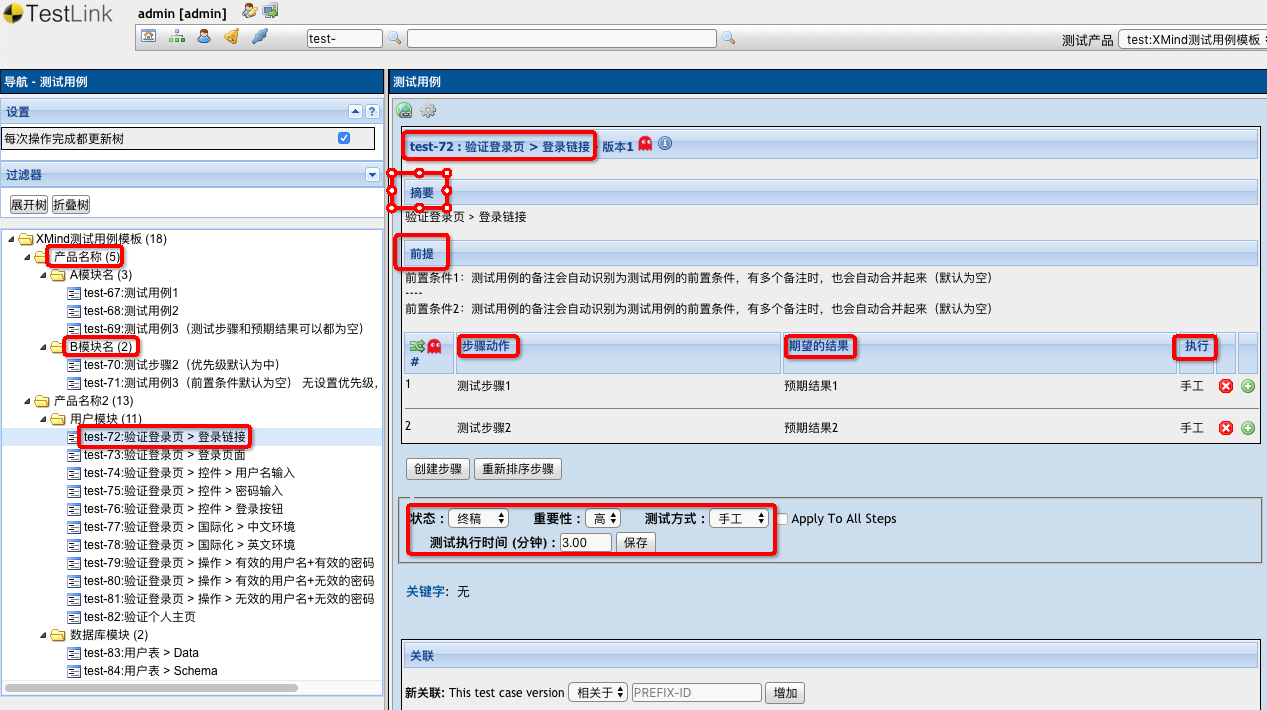 TestLink
admin [admin]
test-
测试产品 test:XMind测试用例模板
导航 - 测试用例
设置
每次操作完成都更新树
过滤器
展开树 折叠树
XMind测试用例模板 (18)
产品名称 (5)
A模块名 (3)
test-67:测试用例1
test-68:测试用例2
test-69:测试用例3（测试步骤和预期结果可以都为空）
B模块名 (2)
test-70:测试步骤2（优先级默认为中）
test-71:测试用例3（前置条件默认为空） 无设置优先级,
产品名称2 (13)
用户模块 (11)
test-72:验证登录页 > 登录链接
test-73:验证登录页 > 登录页面
test-74:验证登录页 > 控件 > 用户名输入
test-75:验证登录页 > 控件 > 密码输入
test-76:验证登录页 > 控件 > 登录按钮
test-77:验证登录页 > 国际化 > 中文环境
test-78:验证登录页 > 国际化 > 英文环境
test-79:验证登录页 > 操作 > 有效的用户名+有效的密码
test-80:验证登录页 > 操作 > 有效的用户名+无效的密码
test-81:验证登录页 > 操作 > 无效的用户名+无效的密码
test-82:验证个人主页
数据库模块 (2)
test-83:用户表 > Data
test-84:用户表 > Schema
测试用例
test-72 : 验证登录页 > 登录链接 - 版本1
摘要
验证登录页 > 登录链接
前提
前置条件1：测试用例的备注会自动识别为测试用例的前置条件，有多个备注时，也会自动合并起来（默认为空）
----
前置条件2：测试用例的备注会自动识别为测试用例的前置条件，有多个备注时，也会自动合并起来（默认为空）
# 步骤动作 期望的结果 执行
1 测试步骤1 预期结果1 手工
2 测试步骤2 预期结果2 手工
创建步骤 重新排序步骤
状态 : 终稿 重要性 : 高 测试方式 : 手工 Apply To All Steps
测试执行时间 (分钟) : 3.00 保存
关键字: 无
关联
新关联: This test case version 相关于 PREFIX-ID 增加